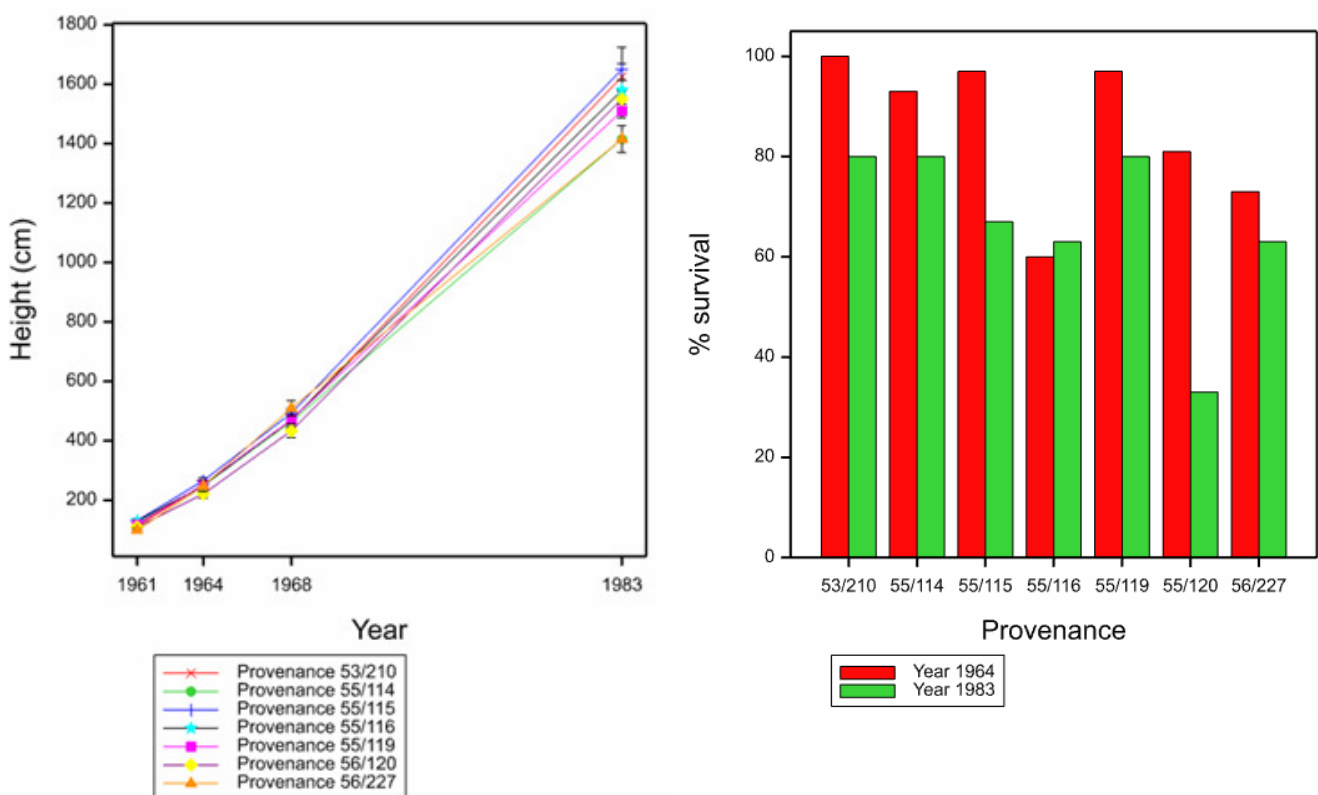 1800
1600
1400
1200
1000
800
600
400
200
Height (cm)
1961 1964 1968 1983
Year
Provenance 53/210
Provenance 55/114
Provenance 55/115
Provenance 55/116
Provenance 55/119
Provenance 56/120
Provenance 56/227
100
80
60
40
20
0
% survival
53/210 55/114 55/115 55/116 55/119 55/120 56/227
Provenance
Year 1964
Year 1983